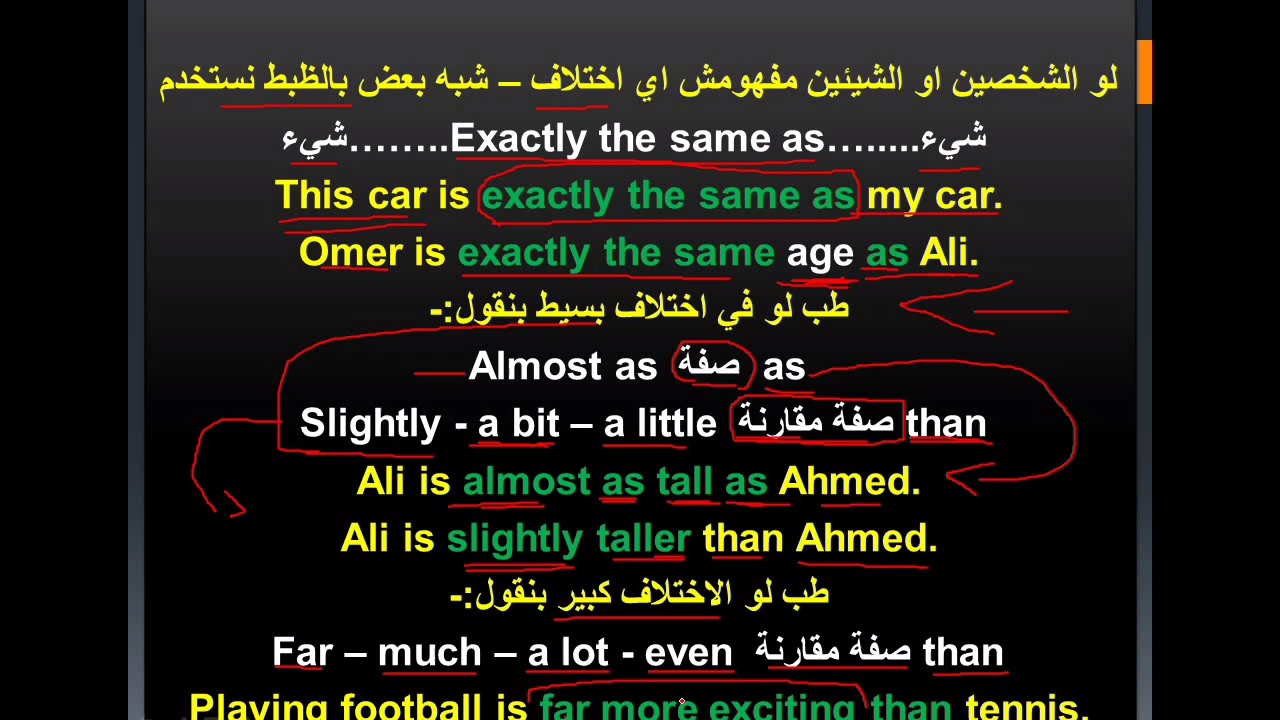 لو الشخصين او الشيئين مفهومش اي اختلاف – شبه بعض بالظبط نستخدم
شيء........Exactly the same as…......شيء
This car is exactly the same as my car.
Omer is exactly the same age as Ali.
طب لو في اختلاف بسيط بنقول:-
Almost as صفة as
Slightly - a bit – a little صفة مقارنة than
Ali is almost as tall as Ahmed.
Ali is slightly taller than Ahmed.
طب لو الاختلاف كبير بنقول:-
Far – much – a lot - even صفة مقارنة than
Playing football is far more exciting than tennis.